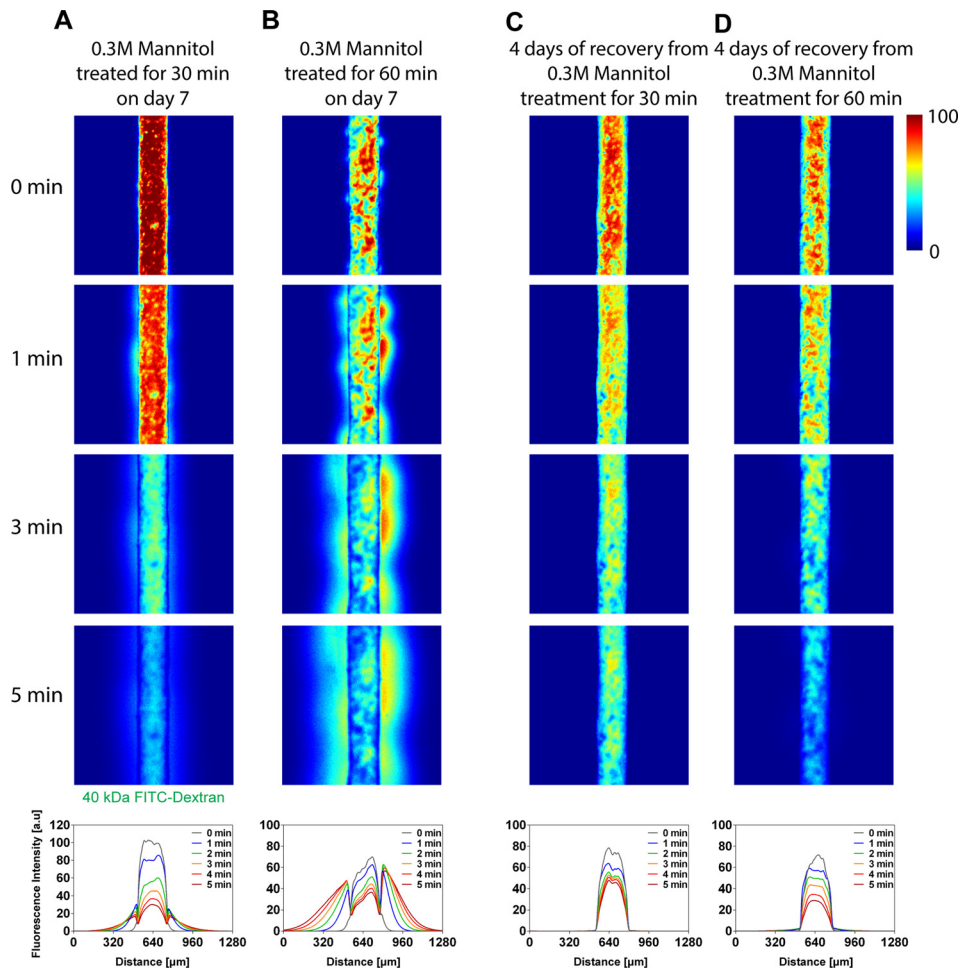 A
B
C
D
0.3M Mannitol
treated for 30 min
on day 7
0.3M Mannitol
treated for 60 min
on day 7
4 days of recovery from
0.3M Mannitol
treatment for 30 min
4 days of recovery from
0.3M Mannitol
treatment for 60 min
100
0
0 min
1 min
3 min
5 min
40 kDa FITC-Dextran
Fluorescence Intensity [a.u]
120
100
80
60
40
20
0
0 min
1 min
2 min
3 min
4 min
5 min
0 320 640 960 1280
Distance [µm]
100
80
60
40
20
0
0 min
1 min
2 min
3 min
4 min
5 min
0 320 640 960 1280
Distance [µm]
100
80
60
40
20
0
0 min
1 min
2 min
3 min
4 min
5 min
0 320 640 960 1280
Distance [µm]
100
80
60
40
20
0
0 min
1 min
2 min
3 min
4 min
5 min
0 320 640 960 1280
Distance [µm]